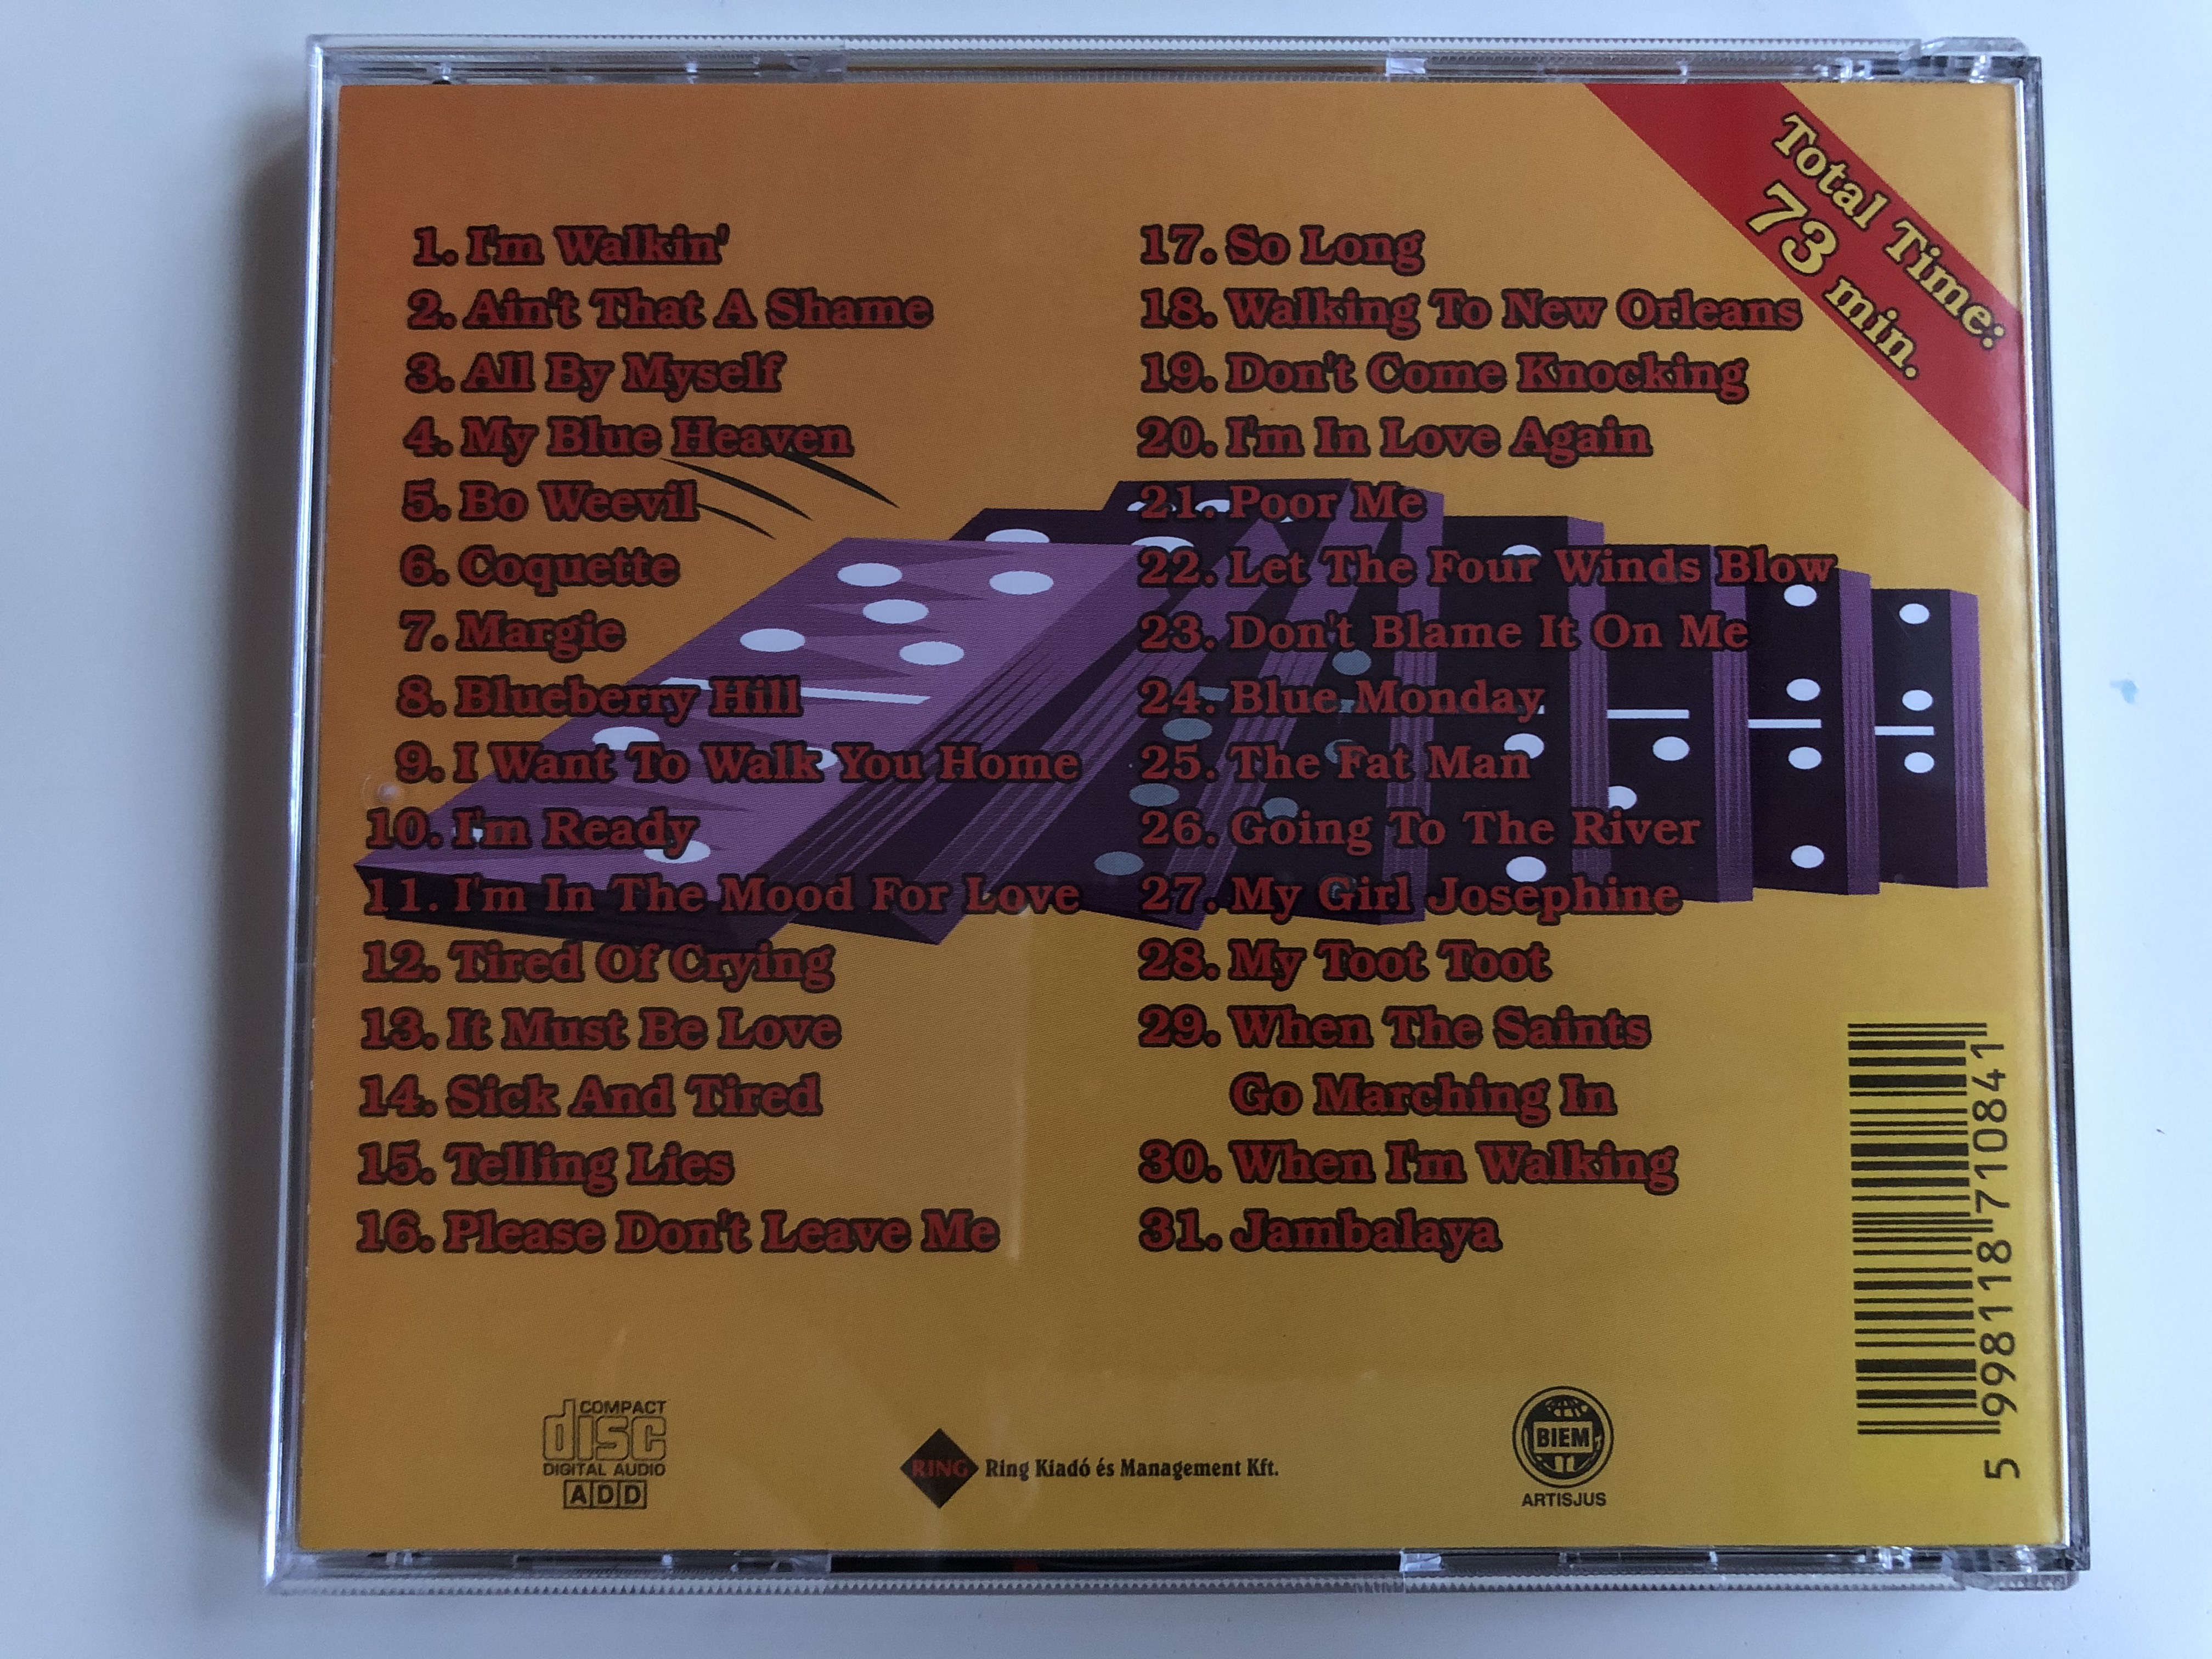 Total Time:
73 min.
1. I'm Walkin'
2. Ain't That A Shame
3. All By Myself
4. My Blue Heaven
5. Bo Weevil
6. Coquette
7. Margie
8. Blueberry Hill
9. I Want To Walk You Home
10. I'm Ready
11. I'm In The Mood For Love
12. Tired Of Crying
13. It Must Be Love
14. Sick And Tired
15. Telling Lies
16. Please Don't Leave Me
17. So Long
18. Walking To New Orleans
19. Don't Come Knocking
20. I'm In Love Again
21. Poor Me
22. Let The Four Winds Blow
23. Don't Blame It On Me
24. Blue Monday
25. The Fat Man
26. Going To The River
27. My Girl Josephine
28. My Toot Toot
29. When The Saints
Go Marching In
30. When I'm Walking
31. Jambalaya
COMPACT
disc
DIGITAL AUDIO
ADD
RING Ring Kiadó és Management Kft.
BIEM
ARTISJUS
5 998118 710841